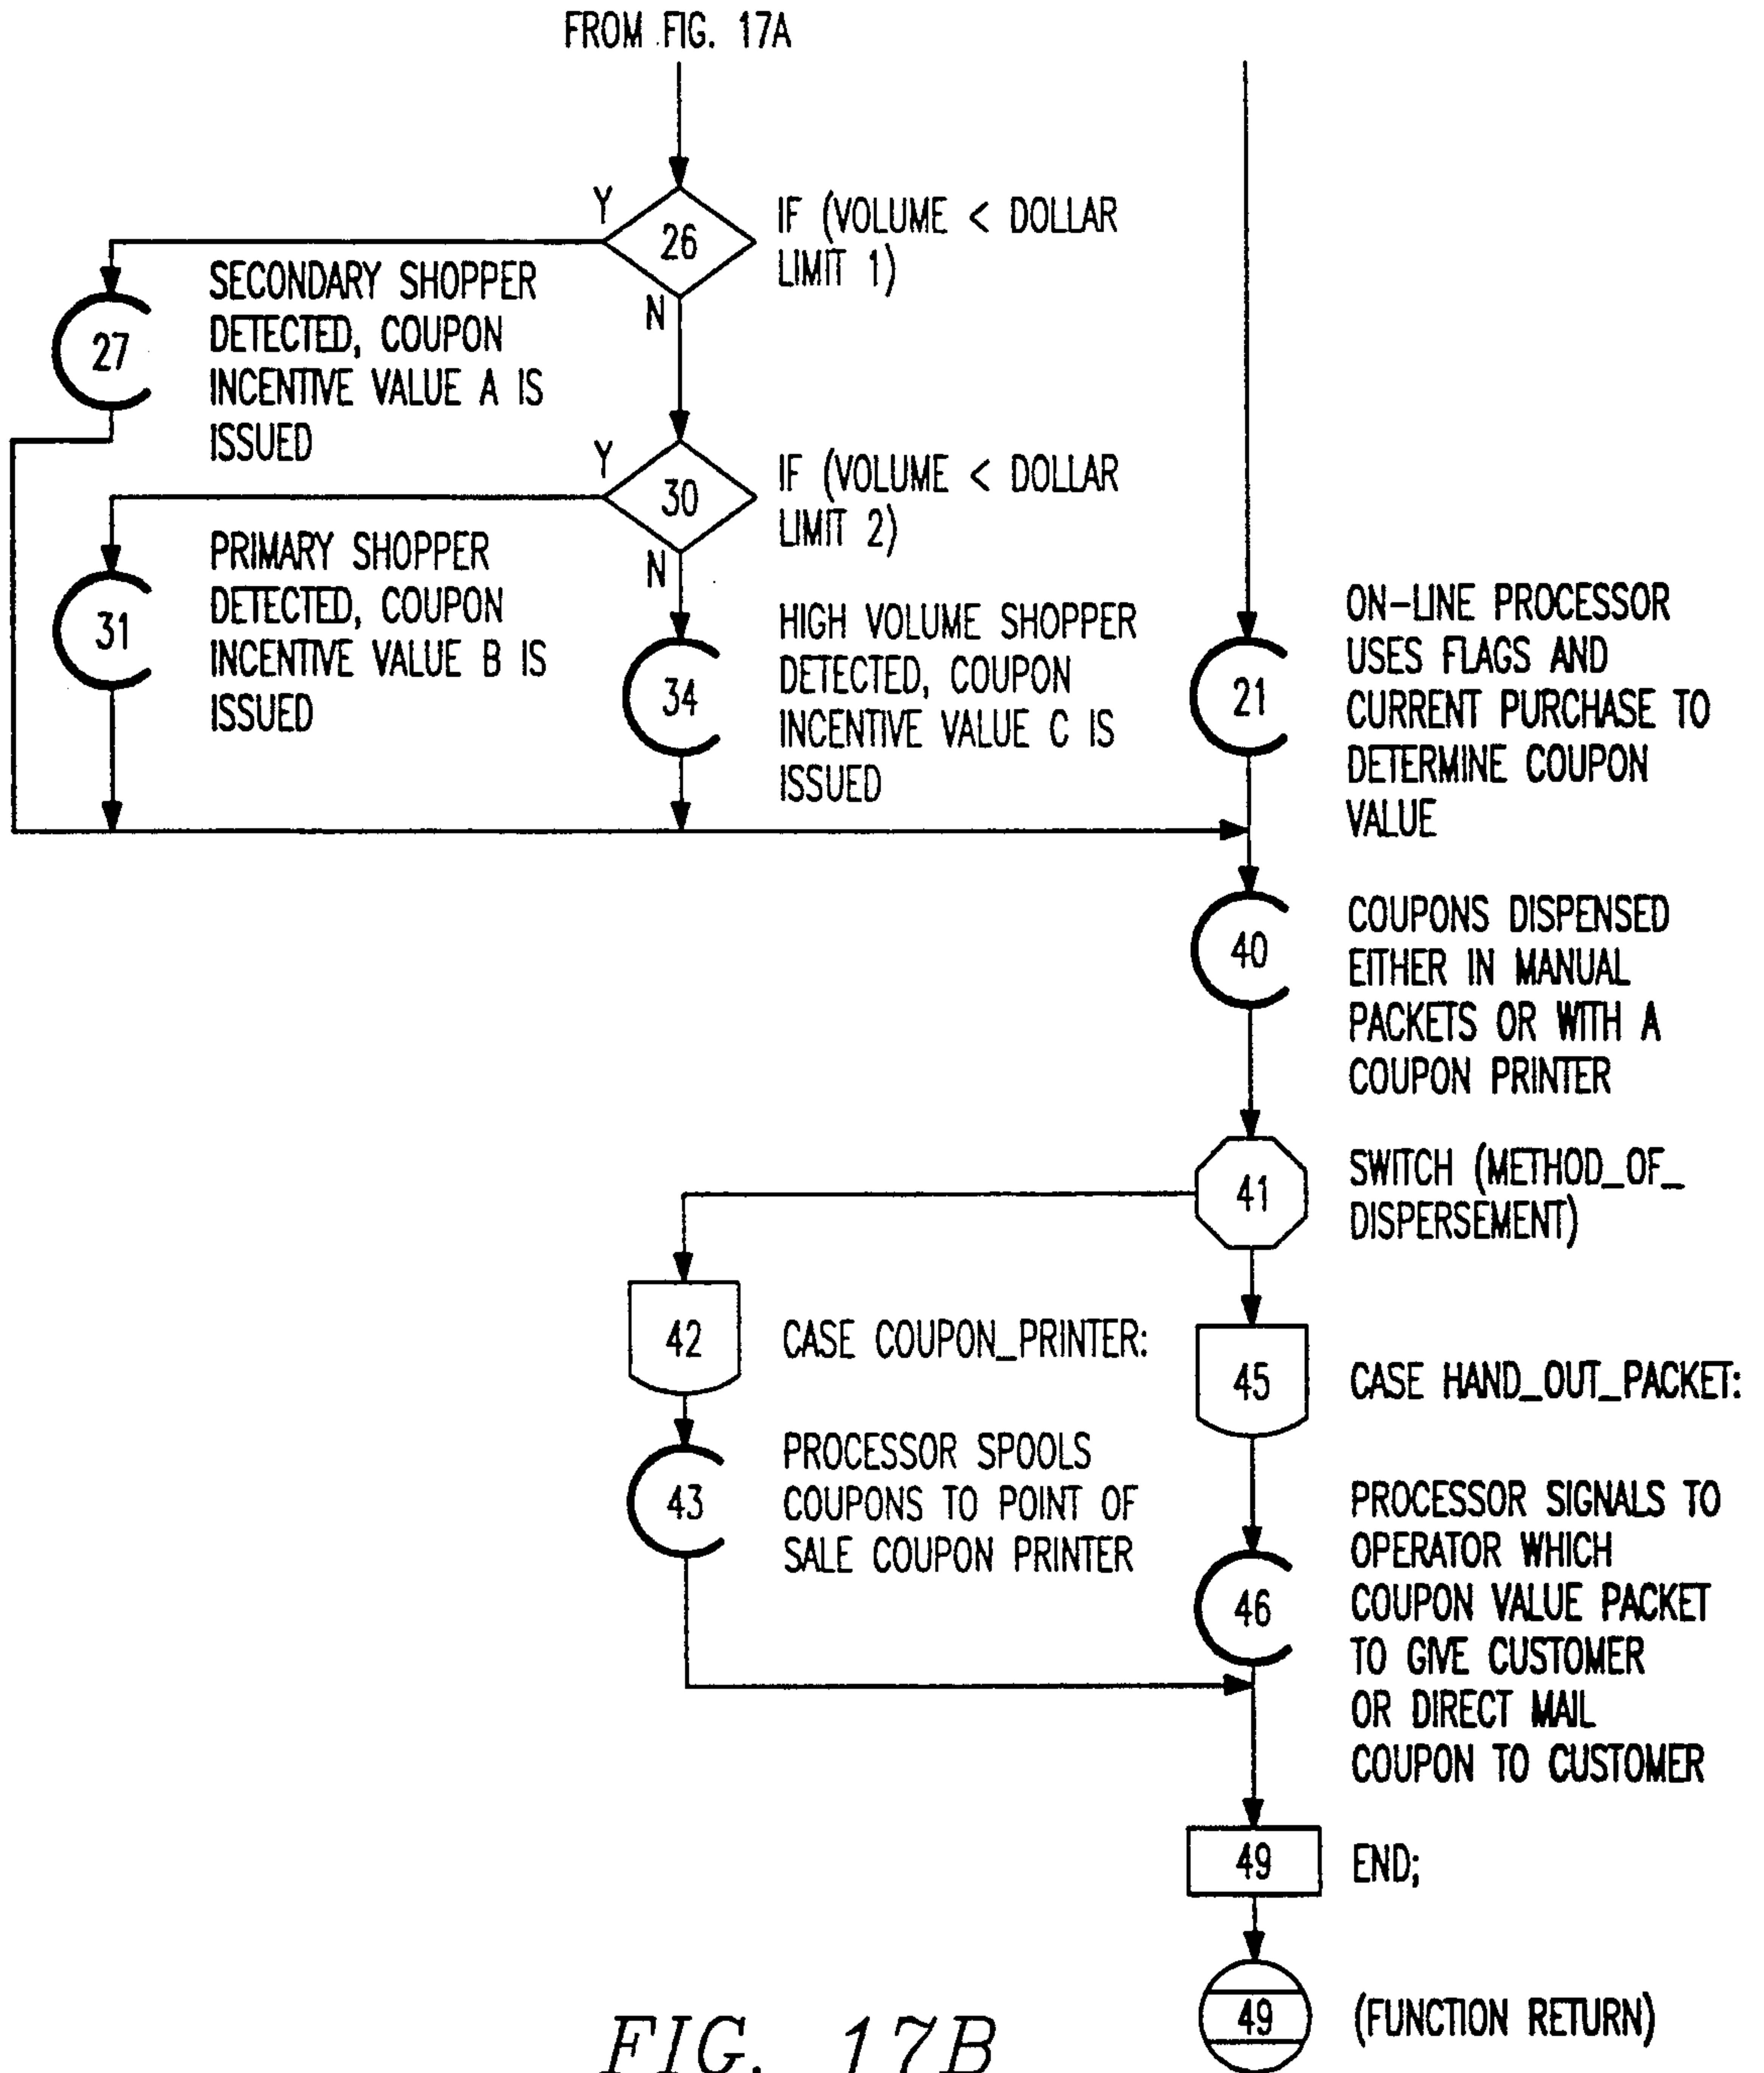 FROM FIG. 17A
Y
26
IF (VOLUME < DOLLAR
LIMIT 1)
N
27
SECONDARY SHOPPER
DETECTED, COUPON
INCENTIVE VALUE A IS
ISSUED
Y
30
IF (VOLUME < DOLLAR
LIMIT 2)
N
31
PRIMARY SHOPPER
DETECTED, COUPON
INCENTIVE VALUE B IS
ISSUED
34
HIGH VOLUME SHOPPER
DETECTED, COUPON
INCENTIVE VALUE C IS
ISSUED
21
ON-LINE PROCESSOR
USES FLAGS AND
CURRENT PURCHASE TO
DETERMINE COUPON
VALUE
40
COUPONS DISPENSED
EITHER IN MANUAL
PACKETS OR WITH A
COUPON PRINTER
41
SWITCH (METHOD_OF_
DISPERSEMENT)
42
CASE COUPON_PRINTER:
45
CASE HAND_OUT_PACKET:
43
PROCESSOR SPOOLS
COUPONS TO POINT OF
SALE COUPON PRINTER
46
PROCESSOR SIGNALS TO
OPERATOR WHICH
COUPON VALUE PACKET
TO GIVE CUSTOMER
OR DIRECT MAIL
COUPON TO CUSTOMER
49
END;
49
(FUNCTION RETURN)
FIG. 17B